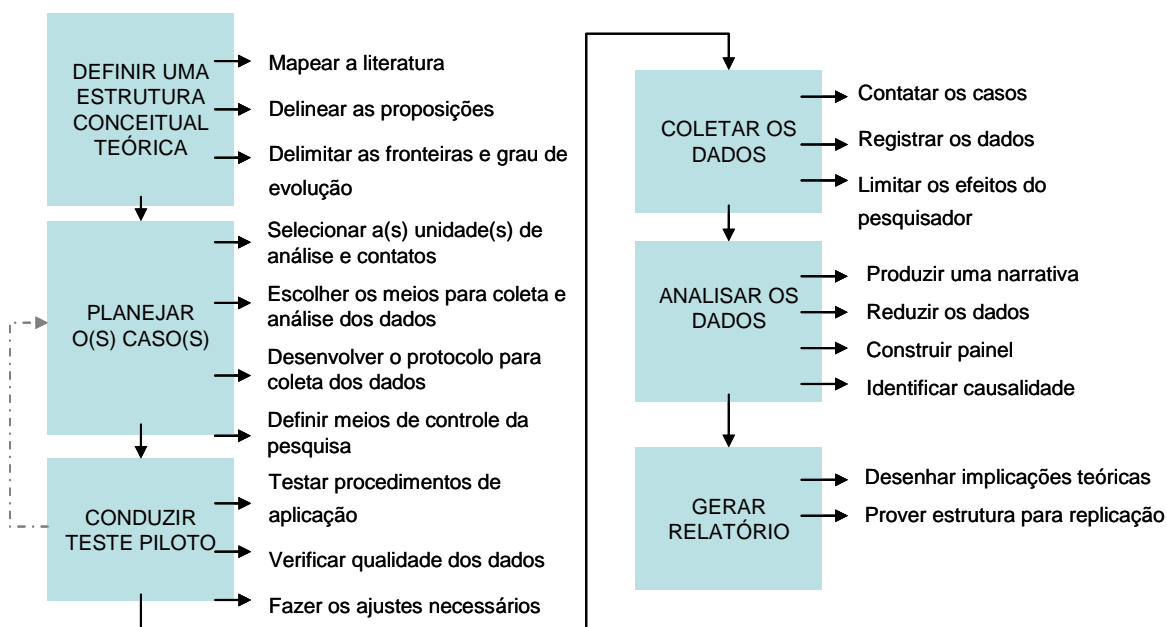 DEFINIR UMA
ESTRUTURA
CONCEITUAL
TEÓRICA
Mapear a literatura
Delinear as proposições
Delimitar as fronteiras e grau de
evolução
PLANEJAR
O(S) CASO(S)
Selecionar a(s) unidade(s) de
análise e contatos
Escolher os meios para coleta e
análise dos dados
Desenvolver o protocolo para
coleta dos dados
Definir meios de controle da
pesquisa
CONDUZIR
TESTE PILOTO
Testar procedimentos de
aplicação
Verificar qualidade dos dados
Fazer os ajustes necessários
COLETAR OS
DADOS
Contatar os casos
Registrar os dados
Limitar os efeitos do
pesquisador
ANALISAR OS
DADOS
Produzir uma narrativa
Reduzir os dados
Construir painel
Identificar causalidade
GERAR
RELATÓRIO
Desenhar implicações teóricas
Prover estrutura para replicação